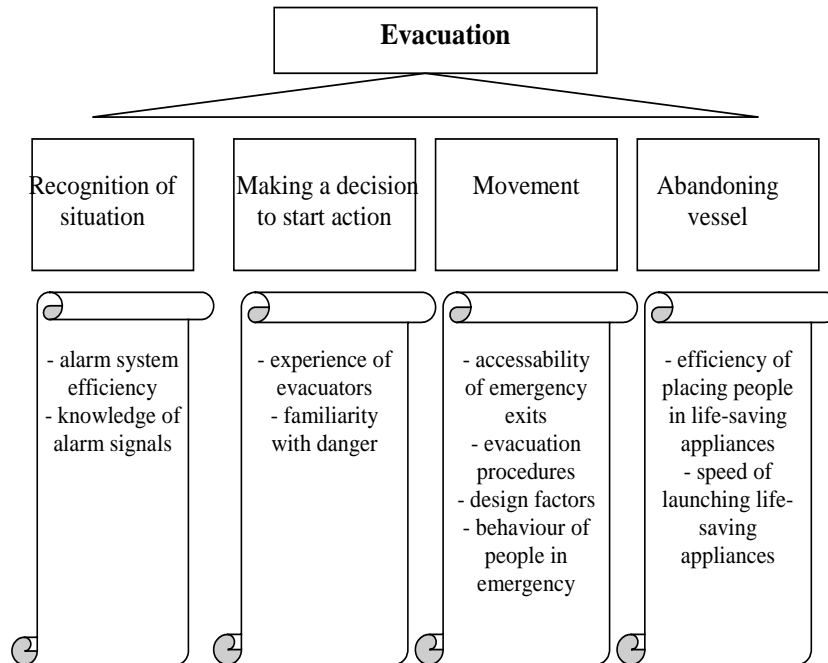 Evacuation
Recognition of
situation
Making a decision
to start action
Movement
Abandoning
vessel
- alarm system
efficiency
- knowledge of
alarm signals
- experience of
evacuators
- familiarity
with danger
- accessability
of emergency
exits
- evacuation
procedures
- design factors
- behaviour of
people in
emergency
- efficiency of
placing people
in life-saving
appliances
- speed of
launching life-
saving
appliances